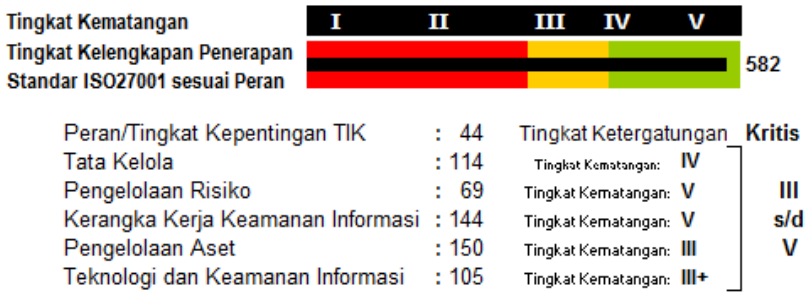 Tingkat Kematangan I II III IV V
Tingkat Kelengkapan Penerapan
Standar ISO27001 sesuai Peran 582
Peran/Tingkat Kepentingan TIK : 44 Tingkat Ketergatungan Kritis
Tata Kelola : 114 Tingkat Kematangan: IV
Pengelolaan Risiko : 69 Tingkat Kematangan: V III
Kerangka Kerja Keamanan Informasi : 144 Tingkat Kematangan: V s/d
Pengelolaan Aset : 150 Tingkat Kematangan: III V
Teknologi dan Keamanan Informasi : 105 Tingkat Kematangan: III+